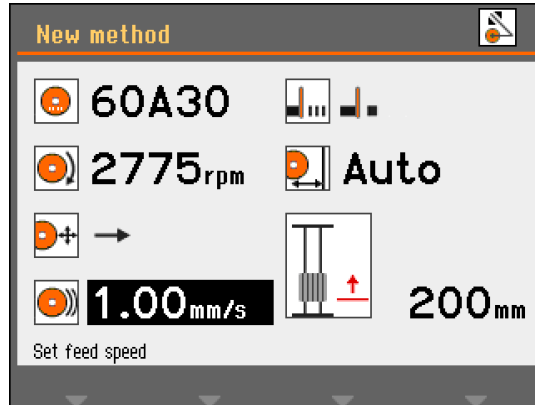 New method
60A30
2775rpm
Auto
1.00mm/s
200mm
Set feed speed